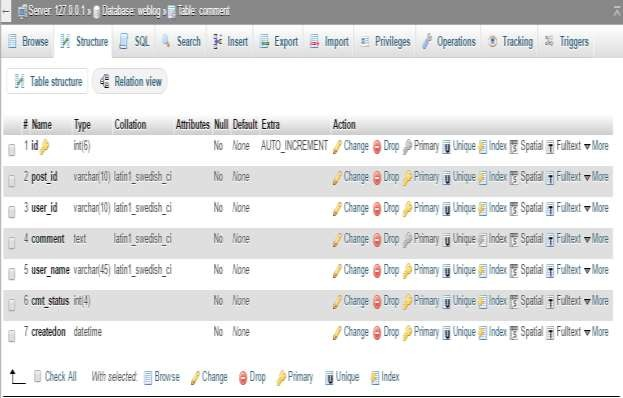 Server: 127.0.0.1 » Database: weblog » Table: comment
Browse Structure SQL Search Insert Export Import Privileges Operations Tracking Triggers
Table structure Relation view
# Name Type Collation Attributes Null Default Extra Action
1 id int(6) No None AUTO_INCREMENT Change Drop Primary Unique Index Spatial Fulltext More
2 post_id varchar(10) latin1_swedish_ci No None Change Drop Primary Unique Index Spatial Fulltext More
3 user_id varchar(10) latin1_swedish_ci No None Change Drop Primary Unique Index Spatial Fulltext More
4 comment text latin1_swedish_ci No None Change Drop Primary Unique Index Spatial Fulltext More
5 user_name varchar(45) latin1_swedish_ci No None Change Drop Primary Unique Index Spatial Fulltext More
6 cmt_status int(4) No None Change Drop Primary Unique Index Spatial Fulltext More
7 createdon datetime No None Change Drop Primary Unique Index Spatial Fulltext More
Check All With selected: Browse Change Drop Primary Unique Index